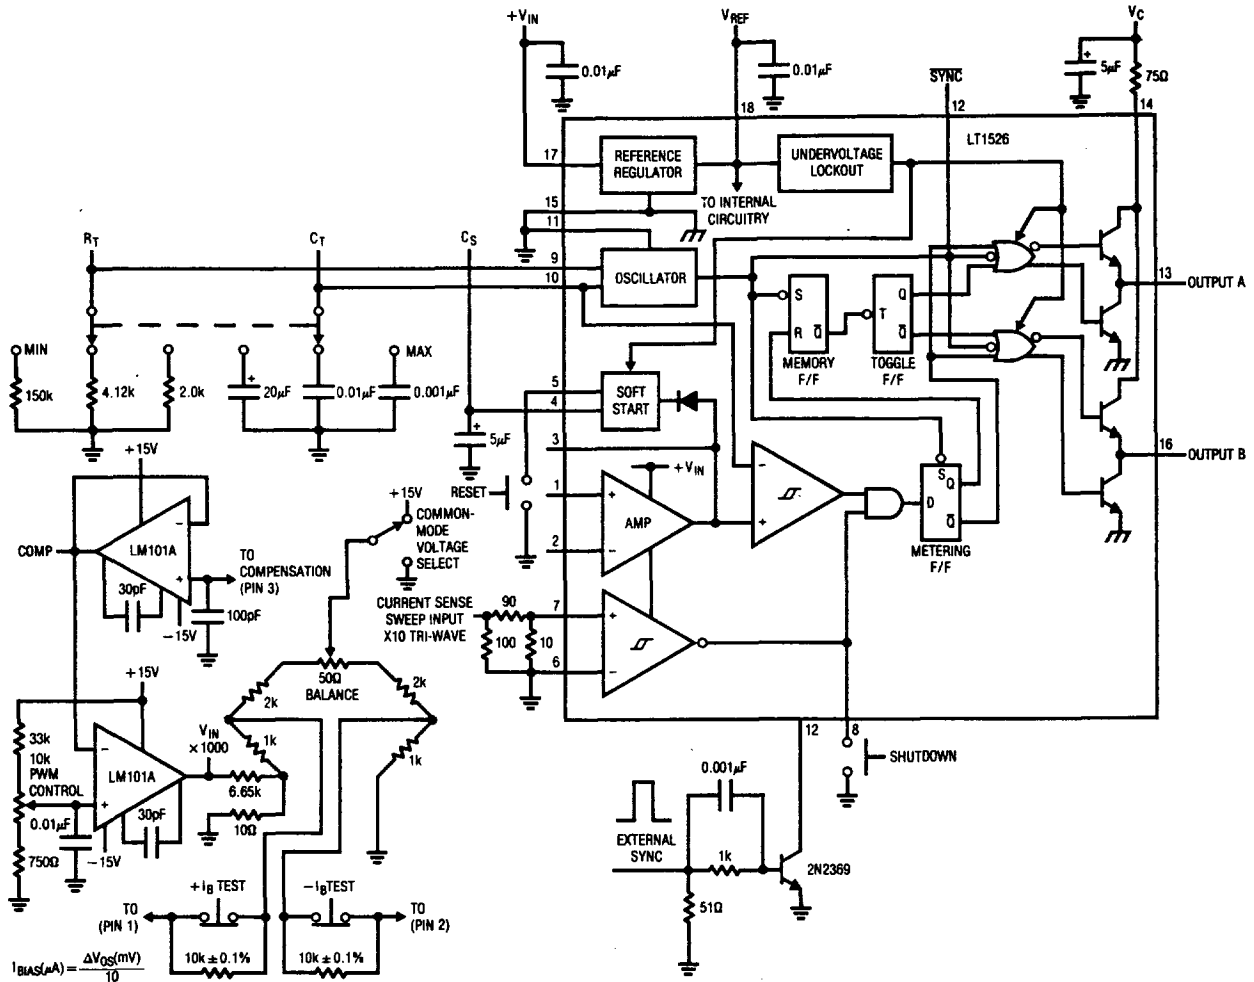 +VIN
VREF
VC
0.01µF
0.01µF
5µF
75Ω
SYNC
18
12
14
LT1526
17
REFERENCE
REGULATOR
UNDERVOLTAGE
LOCKOUT
TO INTERNAL
CIRCUITRY
15
11
RT
CT
CS
9
10
OSCILLATOR
13
OUTPUT A
S
R
Q̅
MEMORY
F/F
T
Q
Q̅
TOGGLE
F/F
MIN
150k
4.12k
2.0k
20µF
0.01µF
MAX
0.001µF
5
4
SOFT
START
5µF
3
+VIN
16
OUTPUT B
+15V
RESET
1
2
+
−
AMP
−
+
S
D
Q
Q̅
METERING
F/F
COMP
−
LM101A
+
30pF
−15V
TO
COMPENSATION
(PIN 3)
100pF
+15V
COMMON-
MODE
VOLTAGE
SELECT
CURRENT SENSE
SWEEP INPUT
X10 TRI-WAVE
90
100
10
7
6
+
−
+15V
50Ω
BALANCE
2k
2k
1k
1k
33k
10k
PWM
CONTROL
0.01µF
750Ω
−
LM101A
+
30pF
−15V
VIN
×1000
6.65k
10Ω
12
8
SHUTDOWN
0.001µF
EXTERNAL
SYNC
1k
51Ω
2N2369
+IB TEST
−IB TEST
TO
(PIN 1)
TO
(PIN 2)
10k ± 0.1%
10k ± 0.1%
IBIAS(µA) = ΔVOS(mV)
10